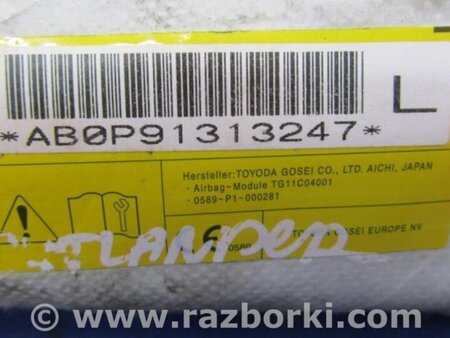 L
*AB0P91313247*
Hersteller: TOYODA GOSEI CO., LTD. AICHI, JAPAN
- Airbag-Module TG11C04001
- 0589-P1-000281
0589
GOSEI EUROPE NV
www.razborki.com